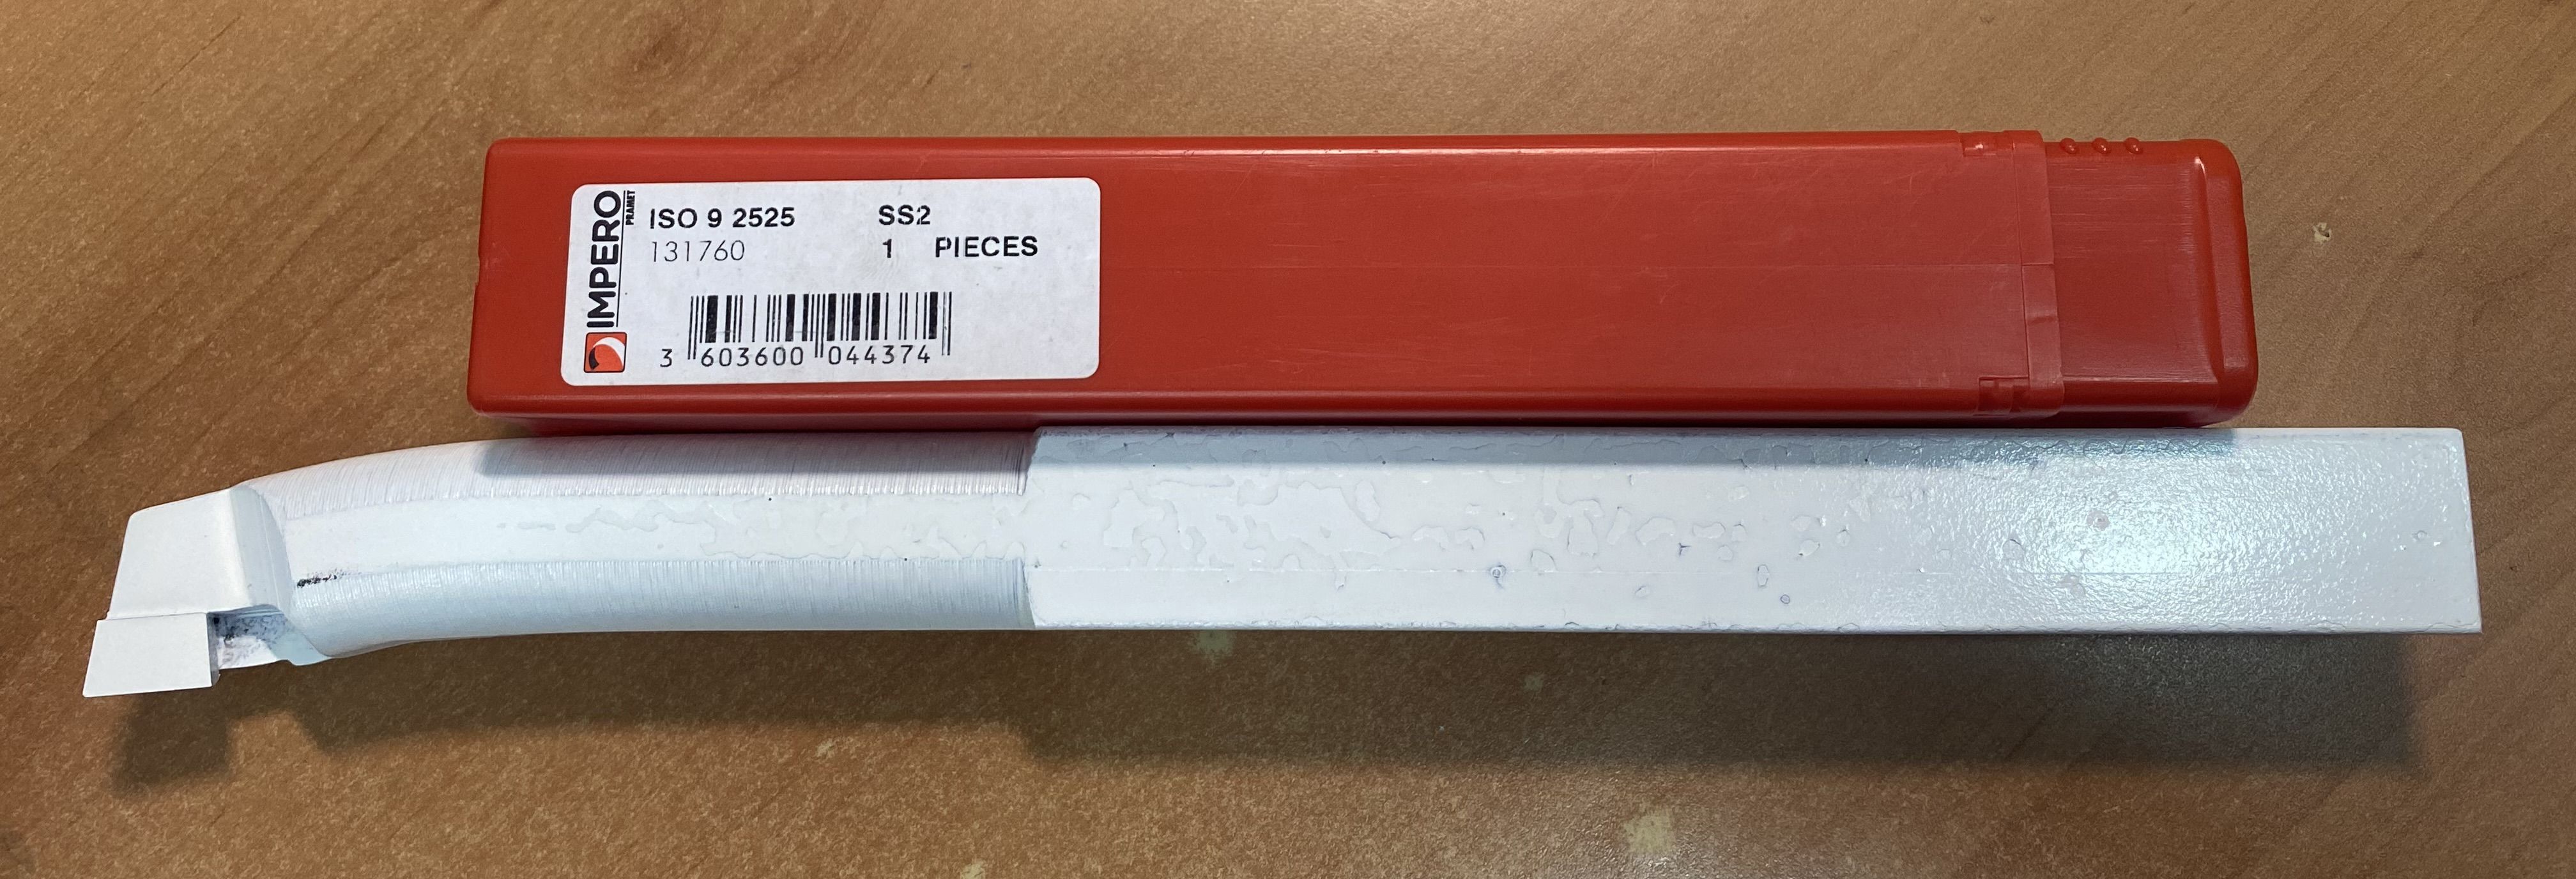 IMPERO
PRAMET
ISO 9 2525 SS2
131760 1 PIECES
3 603600 044374